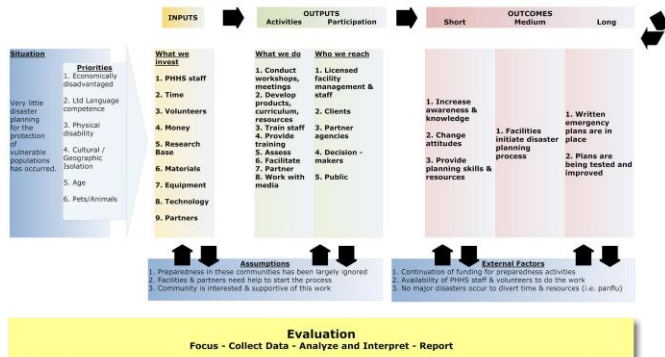 INPUTS
OUTPUTS
Activities Participation
OUTCOMES
Short Medium Long
Situation
Very little
disaster
planning
for the
protection
of
vulnerable
populations
has occurred.
Priorities
1. Economically
disadvantaged
2. Ltd Language
competence
3. Physical
disability
4. Cultural /
Geographic
Isolation
5. Age
6. Pets/Animals
What we
invest
1. PHHS staff
2. Time
3. Volunteers
4. Money
5. Research
Base
6. Materials
7. Equipment
8. Technology
9. Partners
What we do
1. Conduct
workshops,
meetings
2. Develop
products,
curriculum,
resources
3. Train staff
4. Provide
training
5. Assess
6. Facilitate
7. Partner
8. Work with
media
Who we reach
1. Licensed
facility
management &
staff
2. Clients
3. Partner
agencies
4. Decision -
makers
5. Public
1. Increase
awareness &
knowledge
2. Change
attitudes
3. Provide
planning skills &
resources
1. Facilities
initiate disaster
planning
process
1. Written
emergency
plans are in
place
2. Plans are
being tested and
improved
Assumptions
1. Preparedness in these communities has been largely ignored
2. Facilities & partners need help to start the process
3. Community is interested & supportive of this work
External Factors
1. Continuation of funding for preparedness activities
2. Availability of PHHS staff & volunteers to do the work
3. No major disasters occur to divert time & resources (i.e. panflu)
Evaluation
Focus - Collect Data - Analyze and Interpret - Report